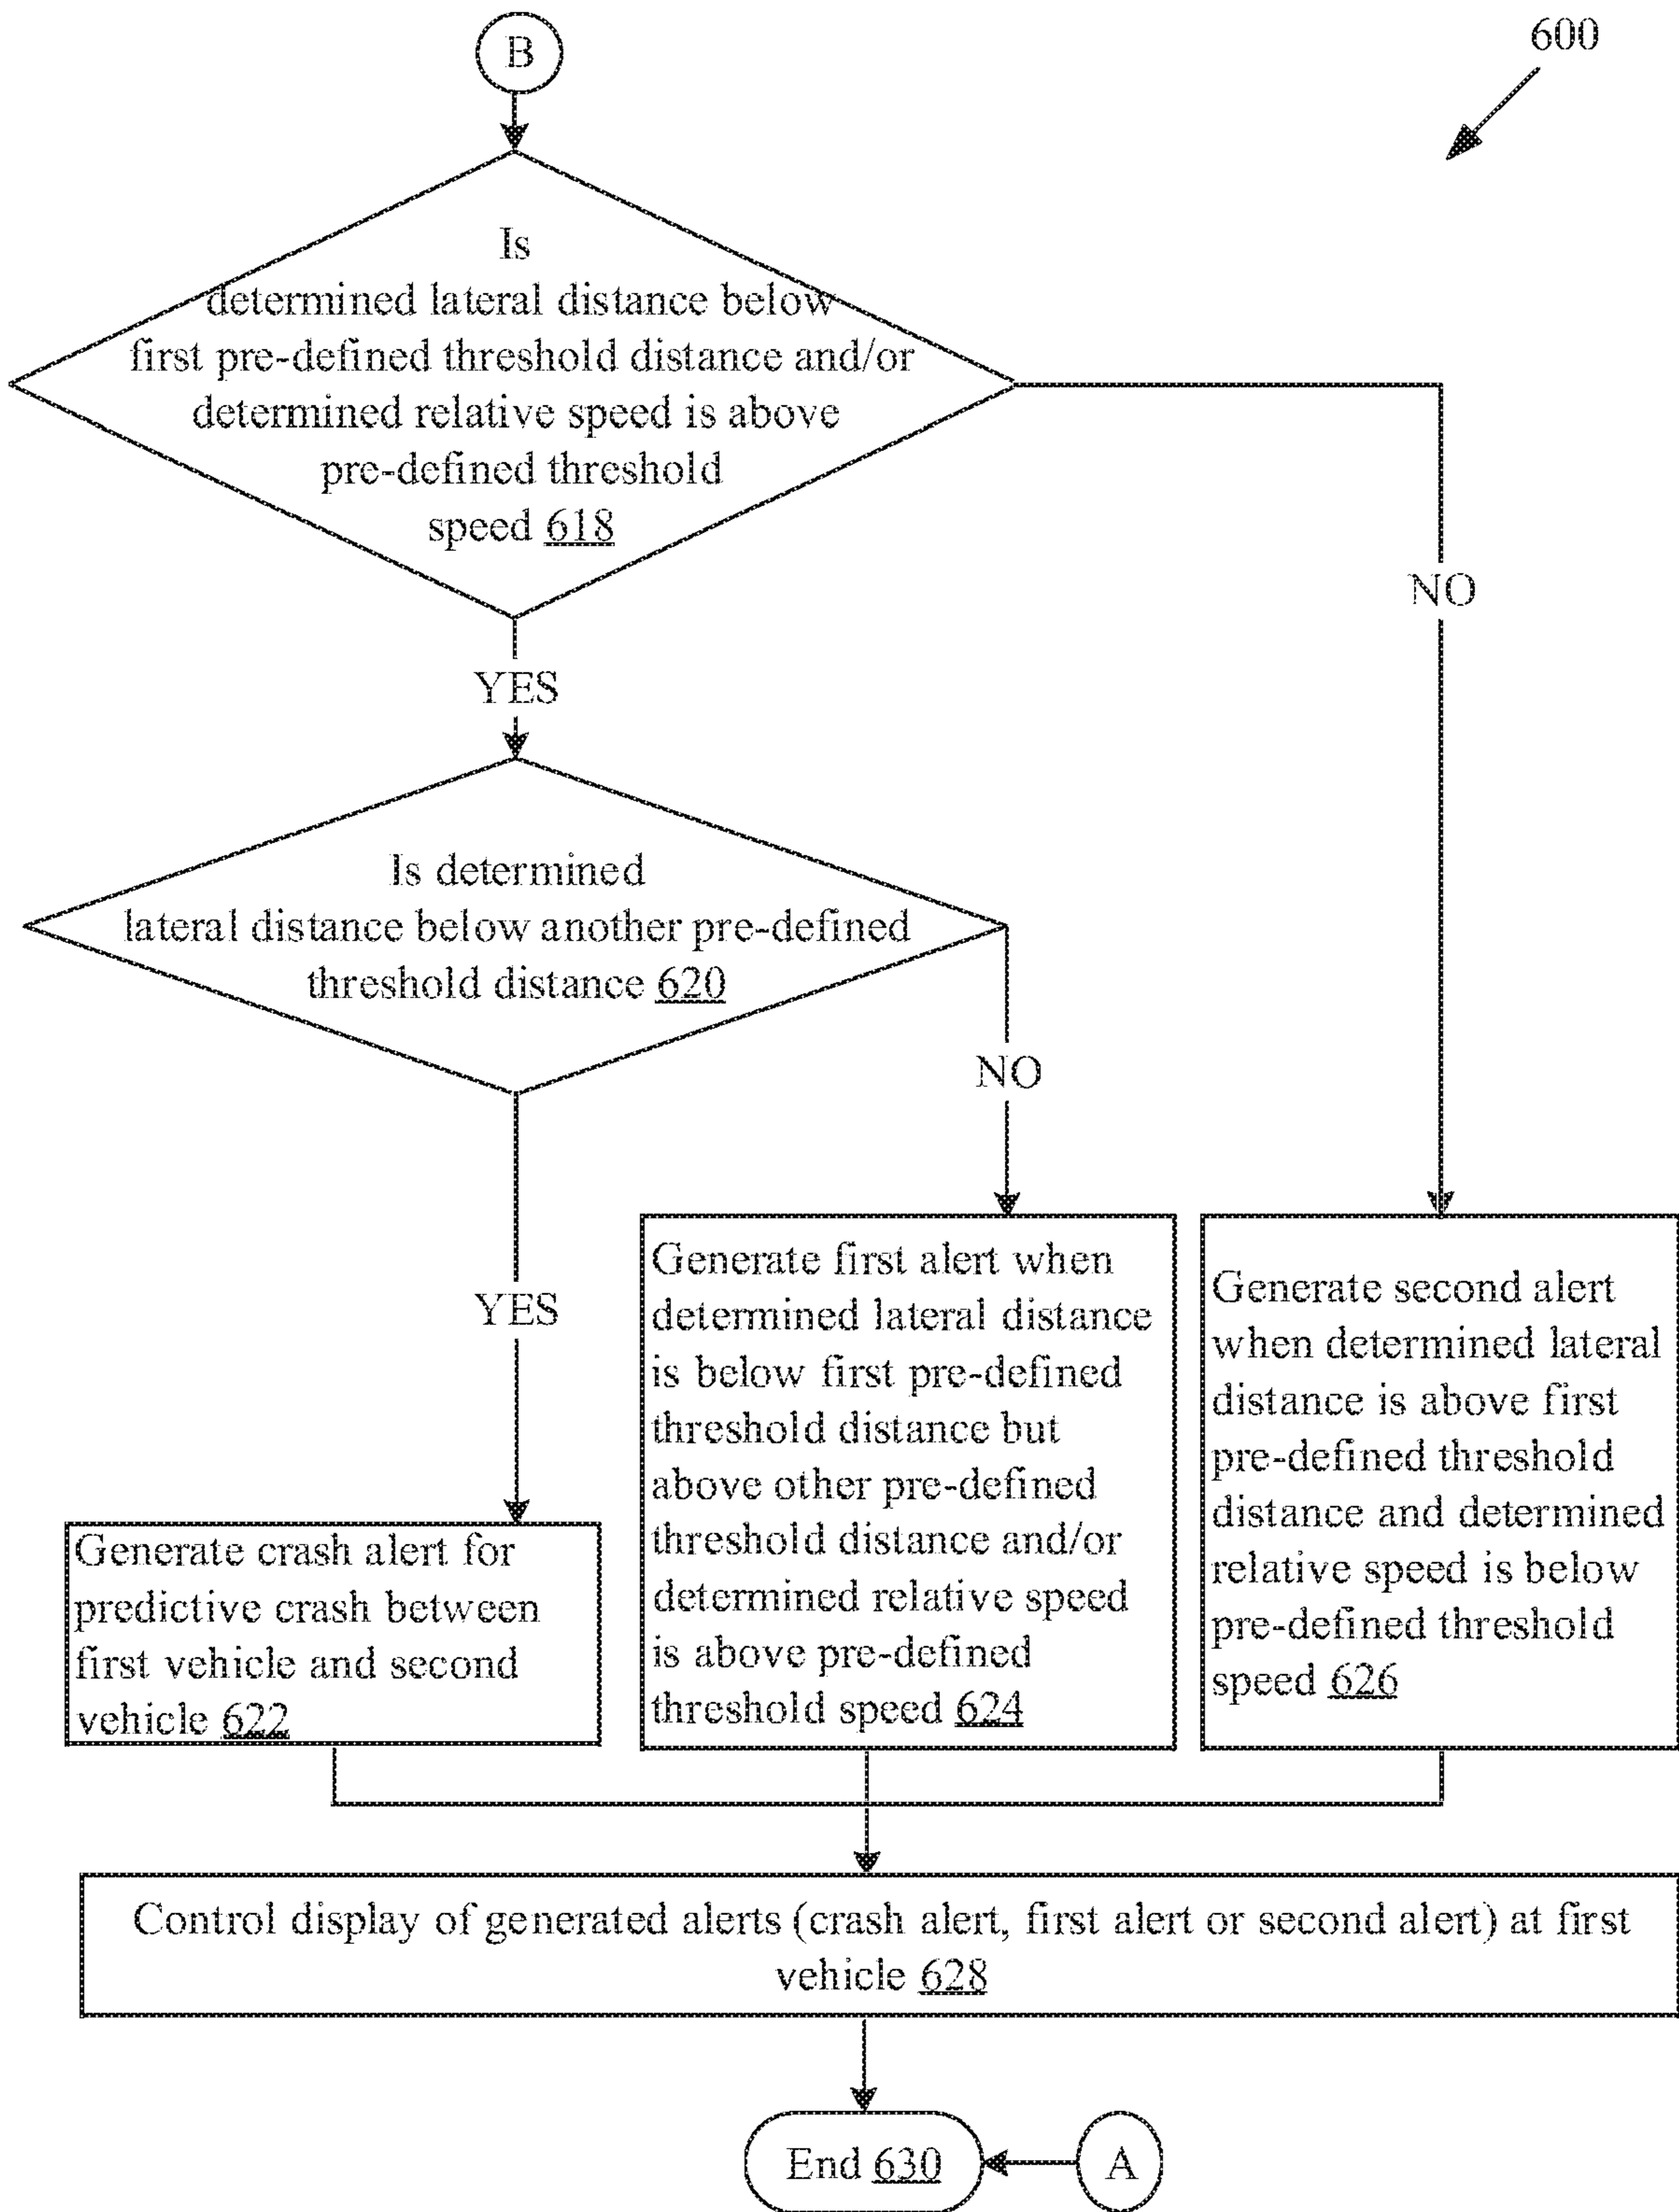 B
600
Is
determined lateral distance below
first pre-defined threshold distance and/or
determined relative speed is above
pre-defined threshold
speed 618
NO
YES
Is determined
lateral distance below another pre-defined
threshold distance 620
NO
YES
Generate crash alert for
predictive crash between
first vehicle and second
vehicle 622
Generate first alert when
determined lateral distance
is below first pre-defined
threshold distance but
above other pre-defined
threshold distance and/or
determined relative speed
is above pre-defined
threshold speed 624
Generate second alert
when determined lateral
distance is above first
pre-defined threshold
distance and determined
relative speed is below
pre-defined threshold
speed 626
Control display of generated alerts (crash alert, first alert or second alert) at first
vehicle 628
End 630
A